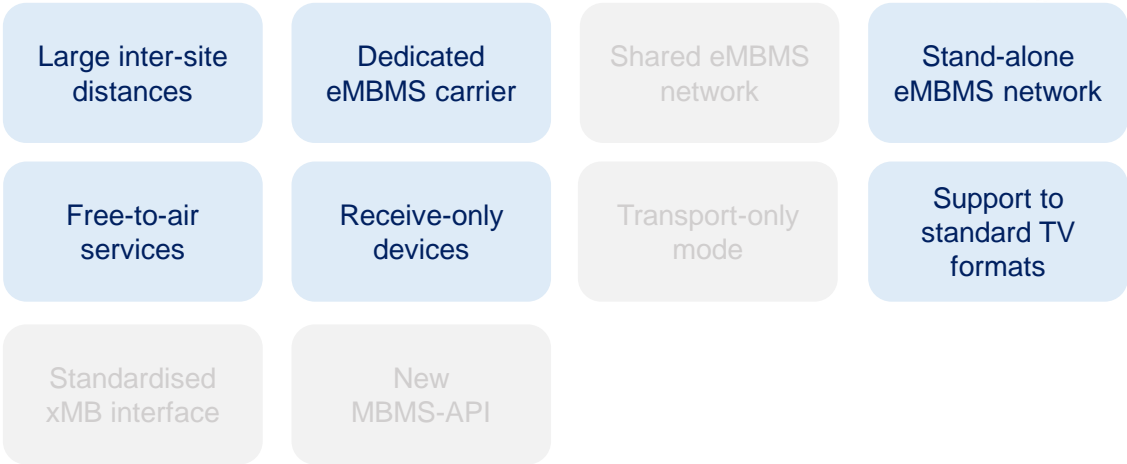 Large inter-site
distances
Dedicated
eMBMS carrier
Shared eMBMS
network
Stand-alone
eMBMS network
Free-to-air
services
Receive-only
devices
Transport-only
mode
Support to
standard TV
formats
Standardised
xMB interface
New
MBMS-API